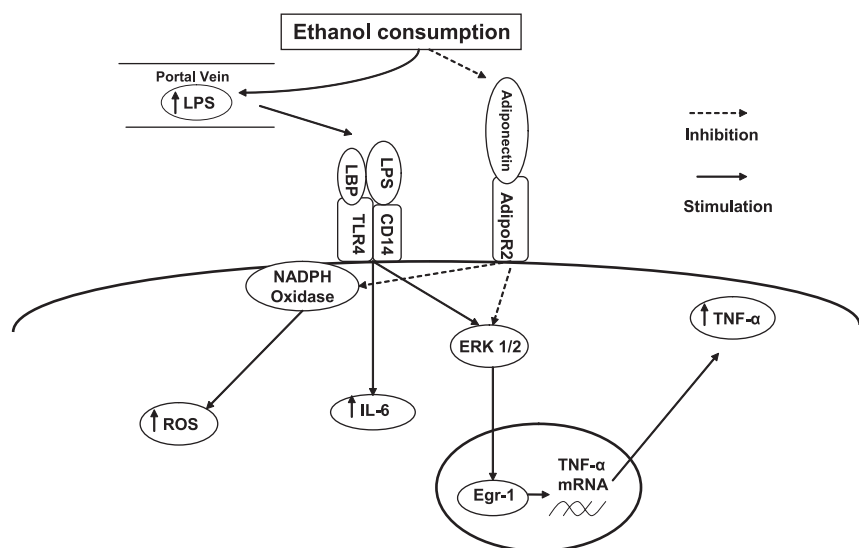 Ethanol consumption
Portal Vein
LPS
Adiponectin
Inhibition
LBP
LPS
Stimulation
TLR4
CD14
AdipoR2
NADPH
Oxidase
TNF-α
ERK 1/2
ROS
IL-6
TNF-α
mRNA
Egr-1